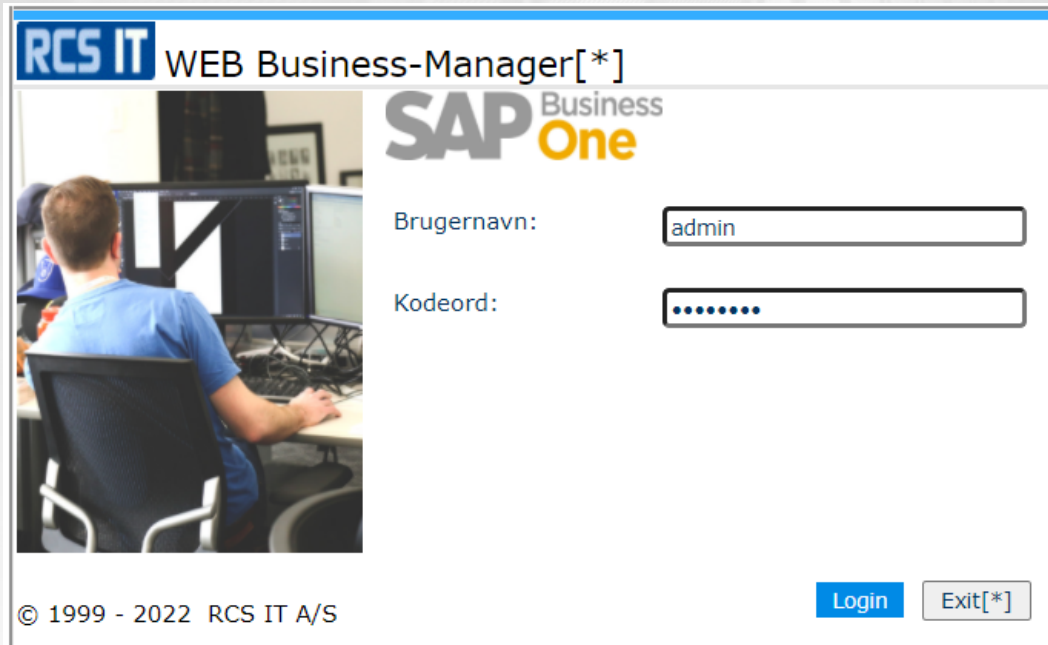 RCS IT WEB Business-Manager[*]
SAP Business One
Brugernavn: admin
Kodeord: ••••••••
© 1999 - 2022 RCS IT A/S
Login Exit[*]